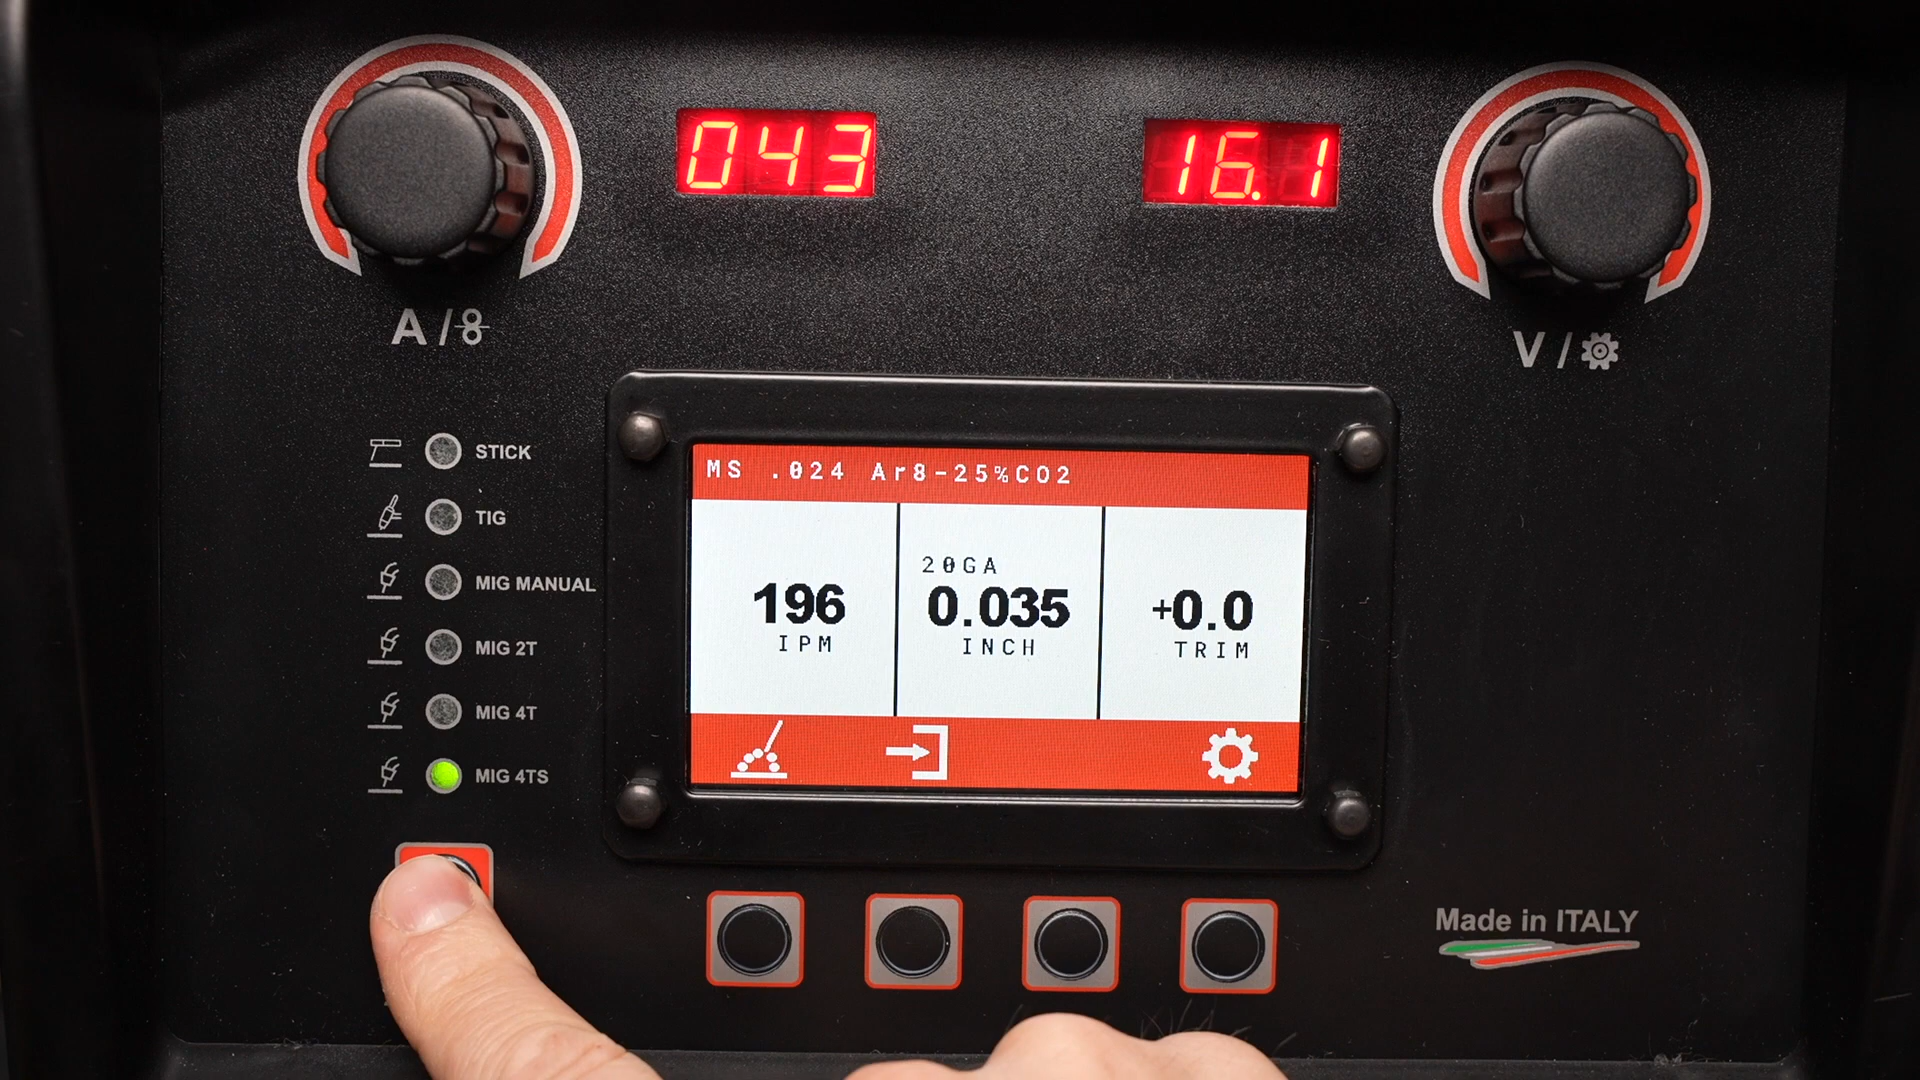 043
16.1
A /
V /
STICK
TIG
MIG MANUAL
MIG 2T
MIG 4T
MIG 4TS
MS .024 Ar8-25%CO2
196
IPM
20GA
0.035
INCH
+0.0
TRIM
Made in ITALY